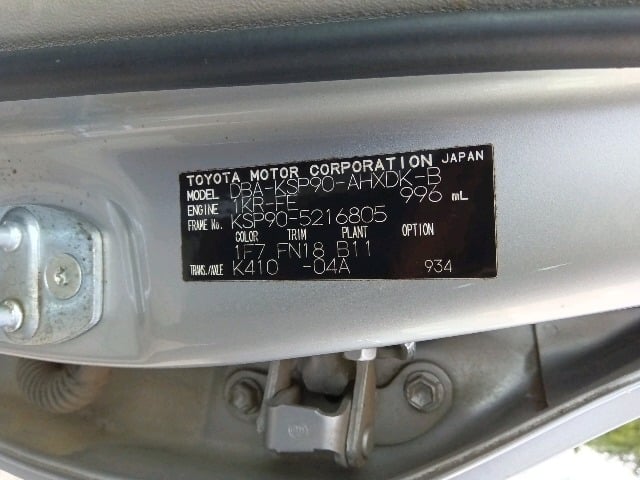 TOYOTA MOTOR CORPORATION JAPAN
MODEL DBA-KSP90-AHXDK-B
ENGINE 1KR-FE 996 mL
FRAME No. KSP90-5216805
COLOR TRIM PLANT OPTION
1F7 FN18 B11
TRANS./AXLE K410 -04A 934